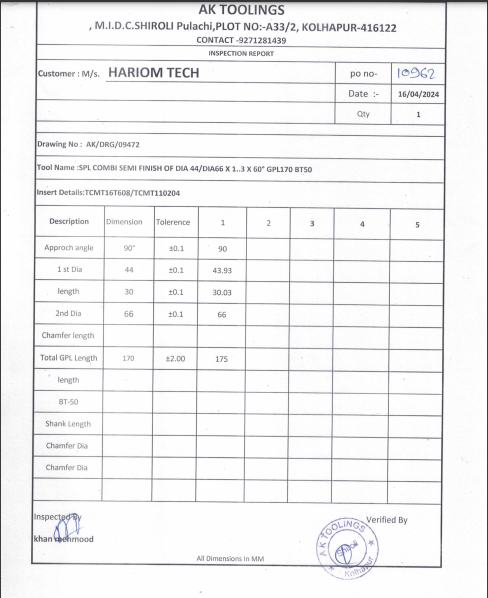 AK TOOLINGS
, M.I.D.C.SHIROLI Pulachi,PLOT NO:-A33/2, KOLHAPUR-416122
CONTACT -9271281439
INSPECTION REPORT
Customer : M/s. HARIOM TECH po no- 10962
Date :- 16/04/2024
Qty 1
Drawing No : AK/DRG/09472
Tool Name :SPL COMBI SEMI FINISH OF DIA 44/DIA66 X 1..3 X 60° GPL170 BT50
Insert Details:TCMT16T608/TCMT110204
Description Dimension Tolerence 1 2 3 4 5
Approch angle 90° ±0.1 90
1 st Dia 44 ±0.1 43.93
length 30 ±0.1 30.03
2nd Dia 66 ±0.1 66
Chamfer length
Total GPL Length 170 ±2.00 175
length
BT-50
Shank Length
Chamfer Dia
Chamfer Dia
Inspected By Verified By
khan mehmood
AK TOOLINGS
Shiroli
Kolhapur
All Dimensions in MM